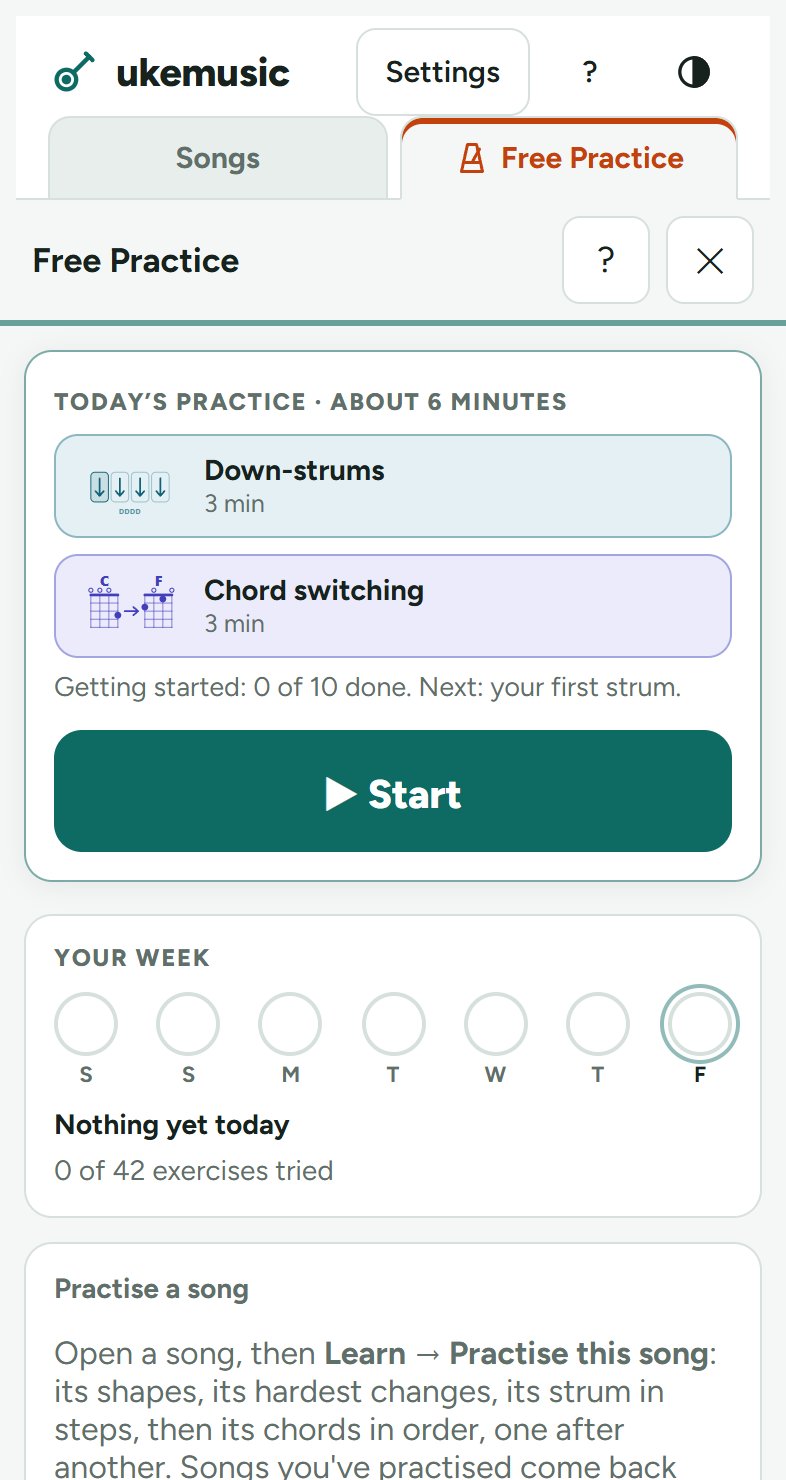 ukemusic
Settings
?
Songs
Free Practice
Free Practice
?
TODAY’S PRACTICE · ABOUT 6 MINUTES
Down-strums
3 min
DDDD
C F
Chord switching
3 min
Getting started: 0 of 10 done. Next: your first strum.
▶ Start
YOUR WEEK
S S M T W T F
Nothing yet today
0 of 42 exercises tried
Practise a song
Open a song, then Learn → Practise this song:
its shapes, its hardest changes, its strum in
steps, then its chords in order, one after
another. Songs you've practised come back